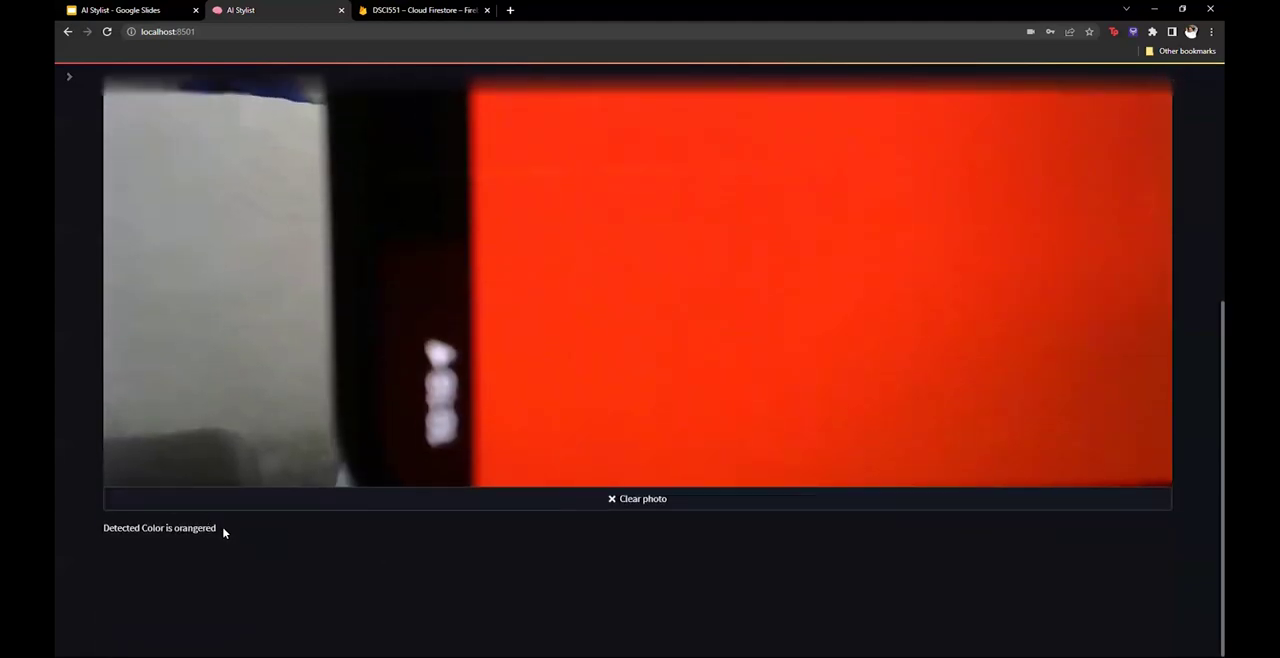 AI Stylist - Google Slides
AI Stylist
DSCI551 – Cloud Firestore – Fire
localhost:8501
Other bookmarks
Clear photo
Detected Color is orangered